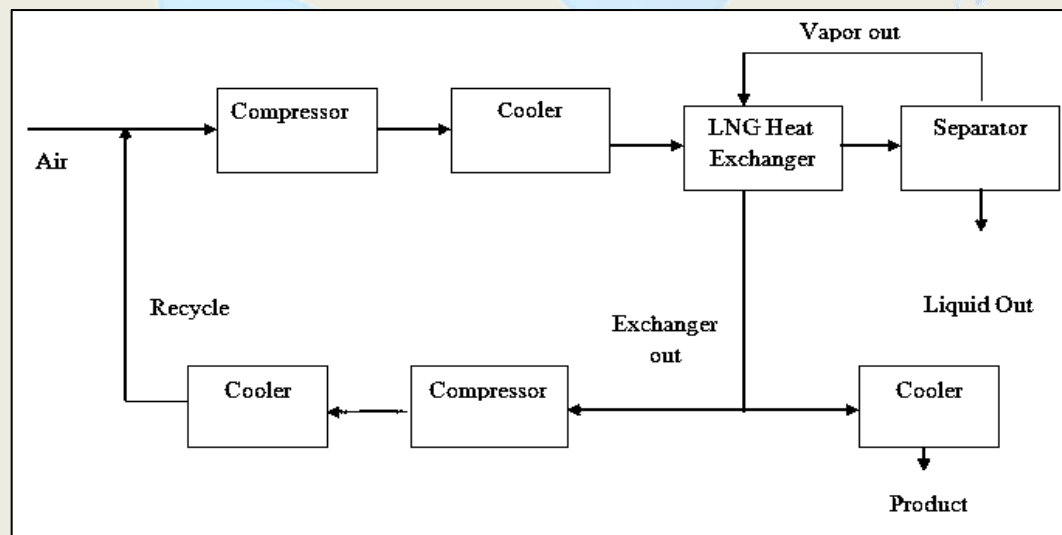 Vapor out
Compressor
Cooler
LNG Heat
Exchanger
Separator
Air
Recycle
Exchanger
out
Liquid Out
Cooler
Compressor
Cooler
Product